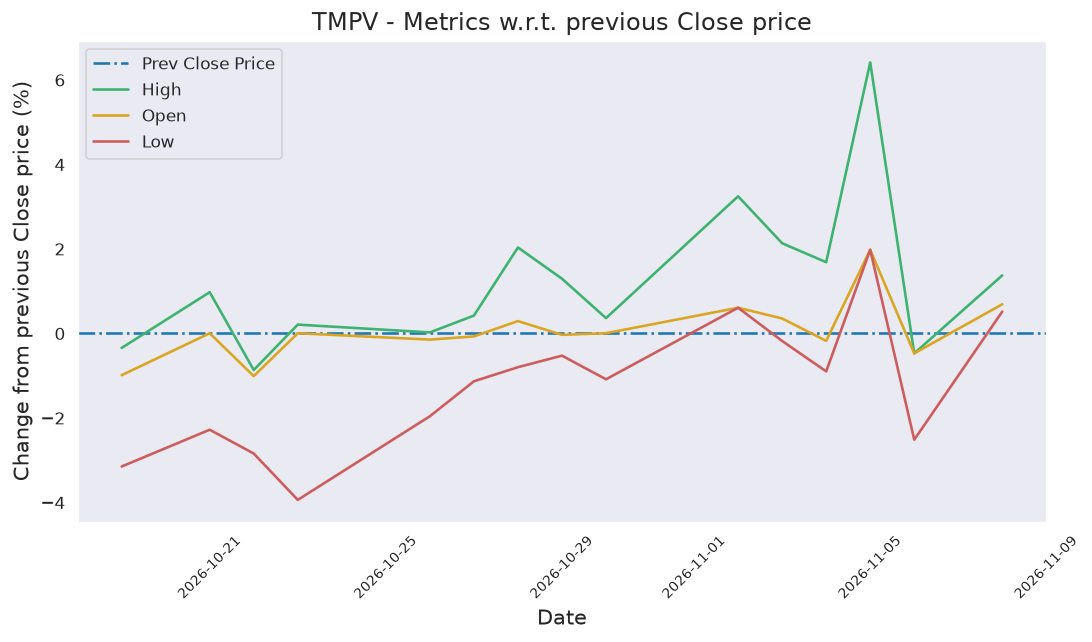 TMPV - Metrics w.r.t. previous Close price
Prev Close Price
High
Open
Low
Change from previous Close price (%)
6
4
2
0
−2
−4
2026-10-21
2026-10-25
2026-10-29
2026-11-01
2026-11-05
2026-11-09
Date